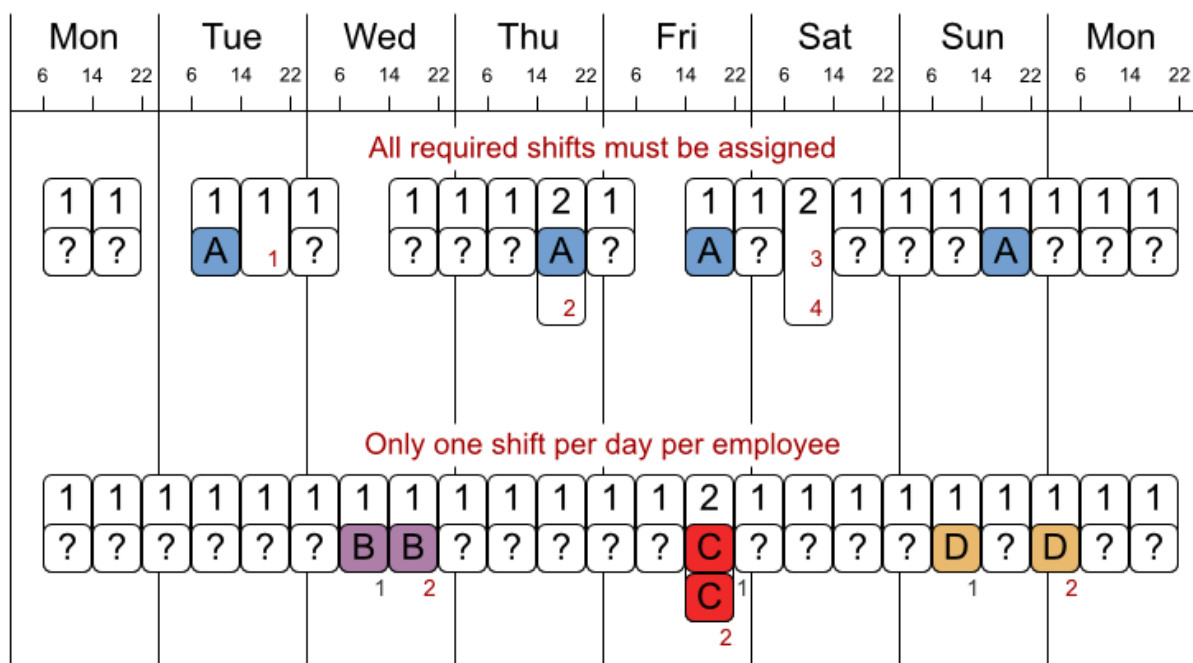 Mon Tue Wed Thu Fri Sat Sun Mon
6 14 22 6 14 22 6 14 22 6 14 22 6 14 22 6 14 22 6 14 22 6 14 22
All required shifts must be assigned
1 1 1 1 1 1 1 1 2 1 1 1 2 1 1 1 1 1 1 1
? ? A 1 ? ? ? ? A ? A ? 3 ? ? ? A ? ? ?
2 4
Only one shift per day per employee
1 1 1 1 1 1 1 1 1 1 1 1 1 2 1 1 1 1 1 1 1 1 1
? ? ? ? ? ? B B ? ? ? ? ? C ? ? ? ? D ? D ? ?
1 2 C 1 1 2
2